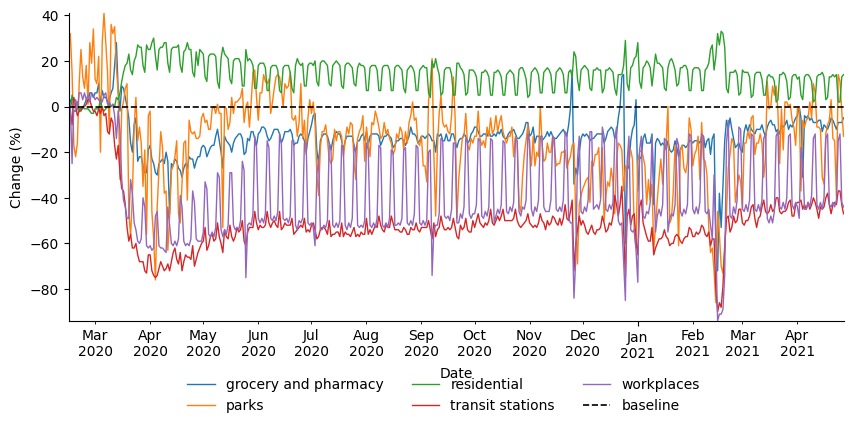 40
20
0
−20
−40
−60
−80
Change (%)
Mar Apr May Jun Jul Aug Sep Oct Nov Dec Jan Feb Mar Apr
2020 2020 2020 2020 2020 2020 2020 2020 2020 2020 2021 2021 2021 2021
Date
grocery and pharmacy residential workplaces
parks transit stations baseline